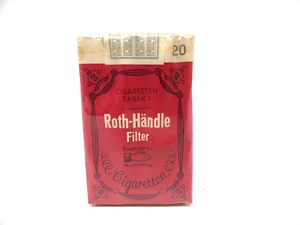 20
CIGARETTEN
TABAK
Roth-Händle
Filter
Cigaretten